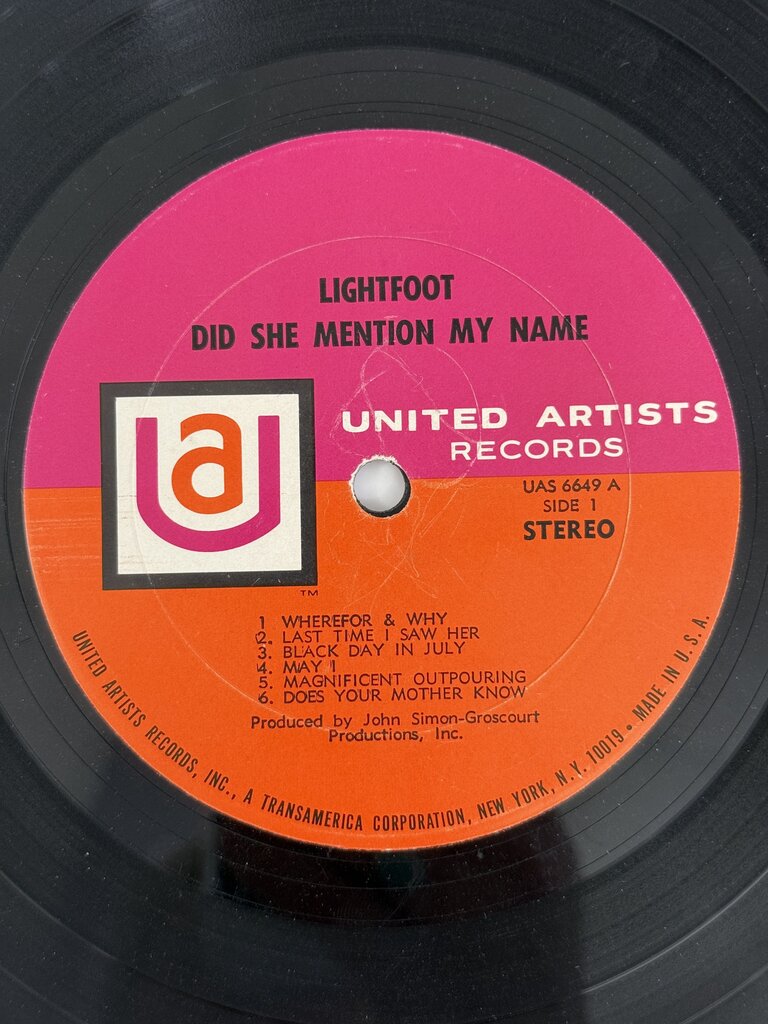 LIGHTFOOT
DID SHE MENTION MY NAME
ua
UNITED ARTISTS
RECORDS
UAS 6649 A
SIDE 1
STEREO
TM
1 WHEREFOR & WHY
2. LAST TIME I SAW HER
3. BLACK DAY IN JULY
4. MAY I
5. MAGNIFICENT OUTPOURING
6. DOES YOUR MOTHER KNOW
Produced by John Simon-Groscourt
Productions, Inc.
UNITED ARTISTS RECORDS, INC., A TRANSAMERICA CORPORATION, NEW YORK, N.Y. 10019 • MADE IN U.S.A.